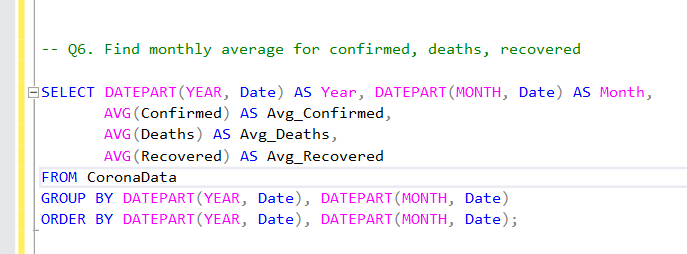 -- Q6. Find monthly average for confirmed, deaths, recovered
SELECT DATEPART(YEAR, Date) AS Year, DATEPART(MONTH, Date) AS Month,
AVG(Confirmed) AS Avg_Confirmed,
AVG(Deaths) AS Avg_Deaths,
AVG(Recovered) AS Avg_Recovered
FROM CoronaData
GROUP BY DATEPART(YEAR, Date), DATEPART(MONTH, Date)
ORDER BY DATEPART(YEAR, Date), DATEPART(MONTH, Date);